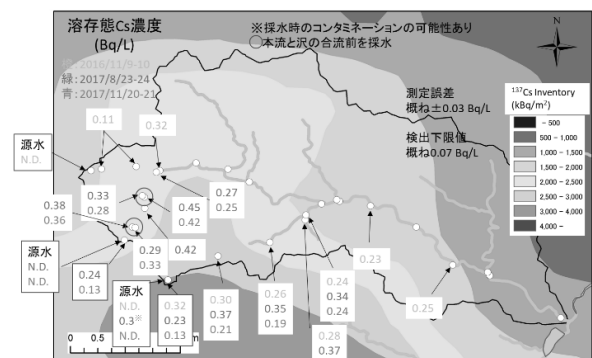 溶存態Cs濃度
(Bq/L)
※採水時のコンタミネーションの可能性あり
本流と沢の合流前を採水
N
2016/11/9-10
緑:2017/8/23-24
青:2017/11/20-21
測定誤差
概ね±0.03 Bq/L
検出下限値
概ね0.07 Bq/L
137Cs Inventory
(kBq/m2)
- 500
500 - 1,000
1,000 - 1,500
1,500 - 2,000
2,000 - 2,500
2,500 - 3,000
3,000 - 4,000
4,000 -
0.11
0.32
源水
N.D.
0.33
0.28
0.45
0.42
0.27
0.25
0.38
0.36
源水
N.D.
N.D.
0.29
0.33
0.42
0.24
0.13
源水
N.D.
0.3※
N.D.
0.32
0.23
0.13
0.30
0.37
0.21
0.26
0.35
0.19
0.24
0.34
0.24
0.28
0.37
0.23
0.25
0
0.5